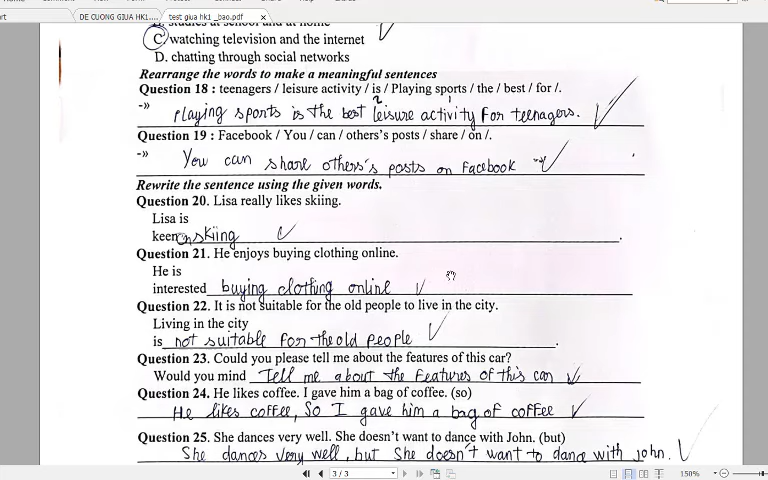 DE CUONG GIUA HK1....
test giua hk1 _bao.pdf
C. watching television and the internet
D. chatting through social networks
Rearrange the words to make a meaningful sentences
Question 18 : teenagers / leisure activity / is / Playing sports / the / best / for /.
-» Playing sports is the best leisure activity for teenagers.
Question 19 : Facebook / You / can / others's posts / share / on /.
-» You can share others's posts on Facebook
Rewrite the sentence using the given words.
Question 20. Lisa really likes skiing.
Lisa is
keen on skiing
Question 21. He enjoys buying clothing online.
He is
interested buying clothing online
Question 22. It is not suitable for the old people to live in the city.
Living in the city
is not suitable for the old people
Question 23. Could you please tell me about the features of this car?
Would you mind Tell me about the features of this car
Question 24. He likes coffee. I gave him a bag of coffee. (so)
He likes coffee, So I gave him a bag of coffee
Question 25. She dances very well. She doesn't want to dance with John. (but)
She dances very well, but She doesn't want to danc with john.
3 / 3
150%